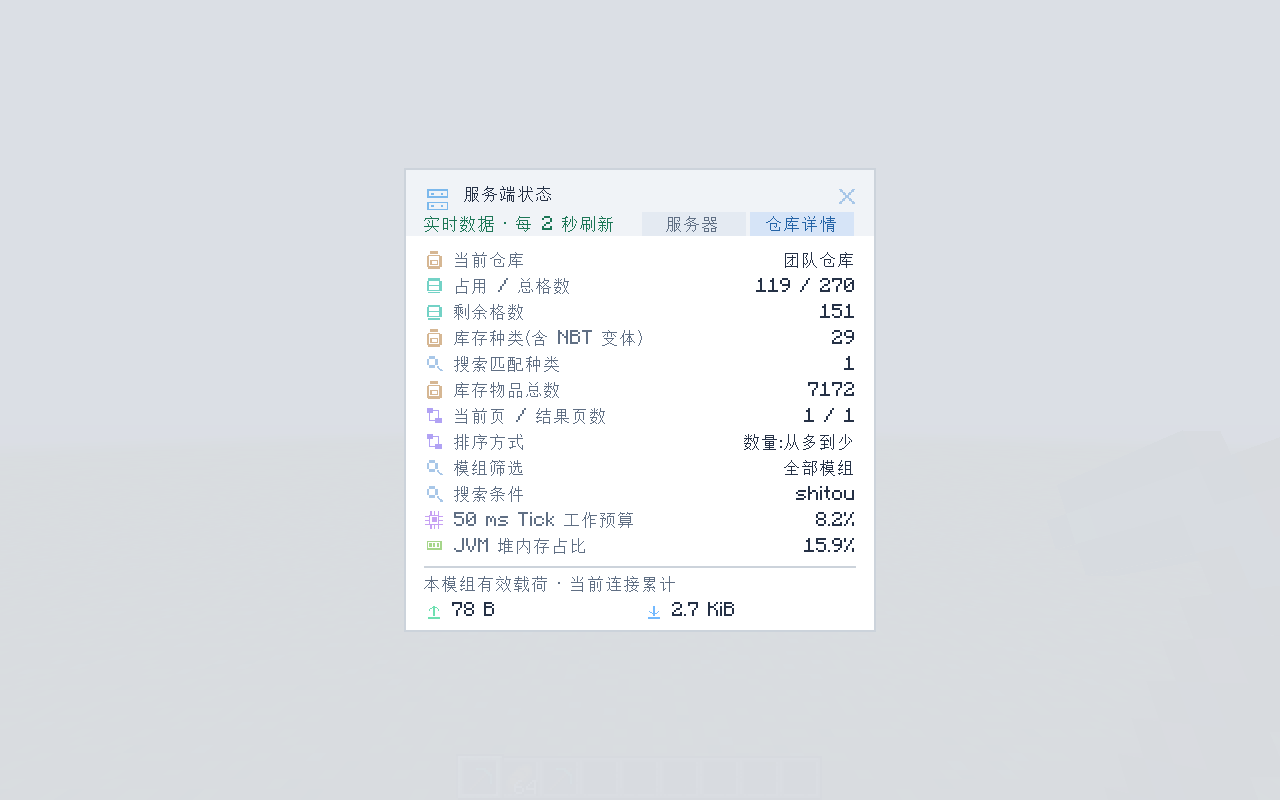 服务端状态
实时数据 · 每 2 秒刷新 服务器 仓库详情
当前仓库 团队仓库
占用 / 总格数 119 / 270
剩余格数 151
库存种类(含 NBT 变体) 29
搜索匹配种类 1
库存物品总数 7172
当前页 / 结果页数 1 / 1
排序方式 数量:从多到少
模组筛选 全部模组
搜索条件 shitou
50 ms Tick 工作预算 8.2%
JVM 堆内存占比 15.9%
本模组有效载荷 · 当前连接累计
78 B 2.7 KiB